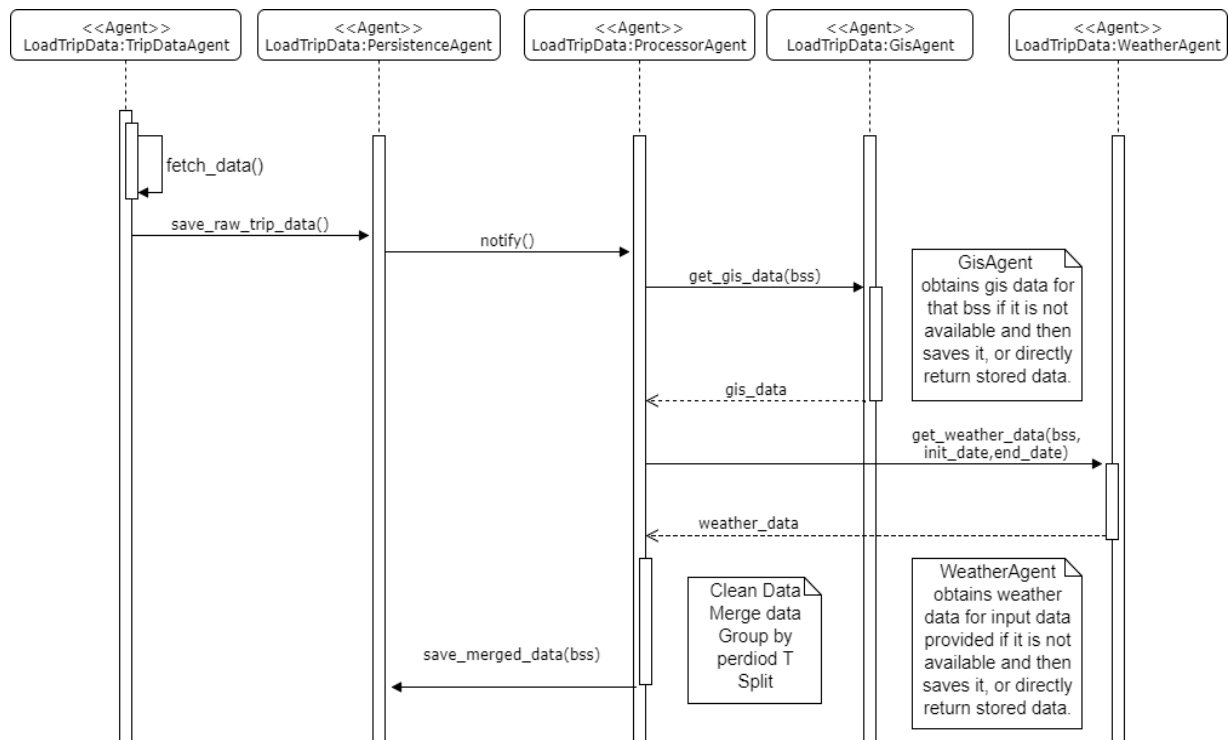 <<Agent>>
LoadTripData:TripDataAgent
<<Agent>>
LoadTripData:PersistenceAgent
<<Agent>>
LoadTripData:ProcessorAgent
<<Agent>>
LoadTripData:GisAgent
<<Agent>>
LoadTripData:WeatherAgent
fetch_data()
save_raw_trip_data()
notify()
get_gis_data(bss)
GisAgent
obtains gis data for
that bss if it is not
available and then
saves it, or directly
return stored data.
gis_data
get_weather_data(bss,
init_date,end_date)
weather_data
Clean Data
Merge data
Group by
perdiod T
Split
WeatherAgent
obtains weather
data for input data
provided if it is not
available and then
saves it, or directly
return stored data.
save_merged_data(bss)